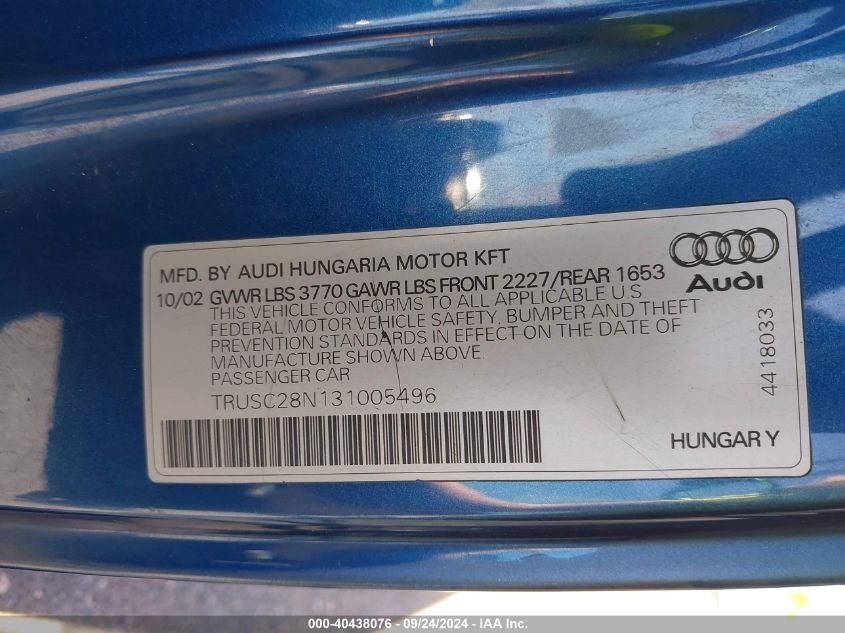 MFD. BY AUDI HUNGARIA MOTOR KFT
10/02 GVWR LBS 3770 GAWR LBS FRONT 2227/REAR 1653
THIS VEHICLE CONFORMS TO ALL APPLICABLE U.S.
FEDERAL MOTOR VEHICLE SAFETY, BUMPER AND THEFT
PREVENTION STANDARDS IN EFFECT ON THE DATE OF
MANUFACTURE SHOWN ABOVE.
PASSENGER CAR
TRUSC28N131005496
Audi
4418033
HUNGARY
000-40438076 - 09/24/2024 - IAA Inc.